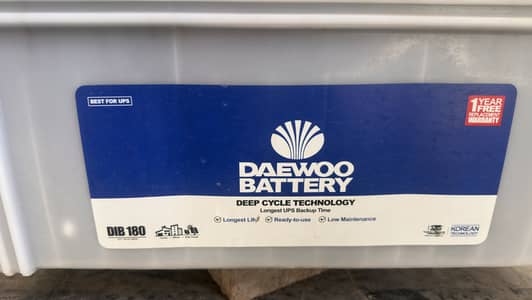 BEST FOR UPS
1 YEAR
FREE
REPLACEMENT
WARRANTY
DAEWOO
BATTERY
DEEP CYCLE TECHNOLOGY
Longest UPS Backup Time
Longest Life Ready-to-use Low Maintenance
DIB 180
KOREAN
TECHNOLOGY